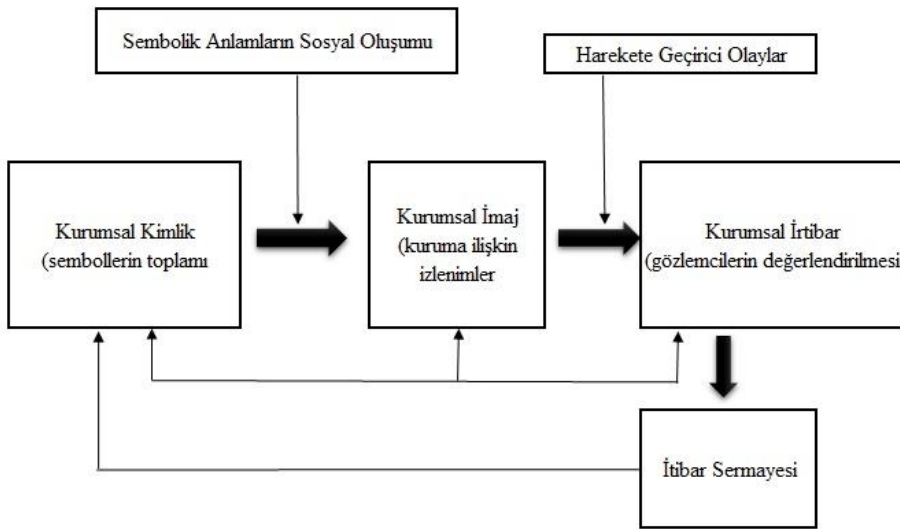 Sembolik Anlamların Sosyal Oluşumu
Harekete Geçirici Olaylar
Kurumsal Kimlik
(sembollerin toplamı
Kurumsal İmaj
(kuruma ilişkin
izlenimler
Kurumsal İrtibar
(gözlemcilerin değerlendirilmesi
İtibar Sermayesi